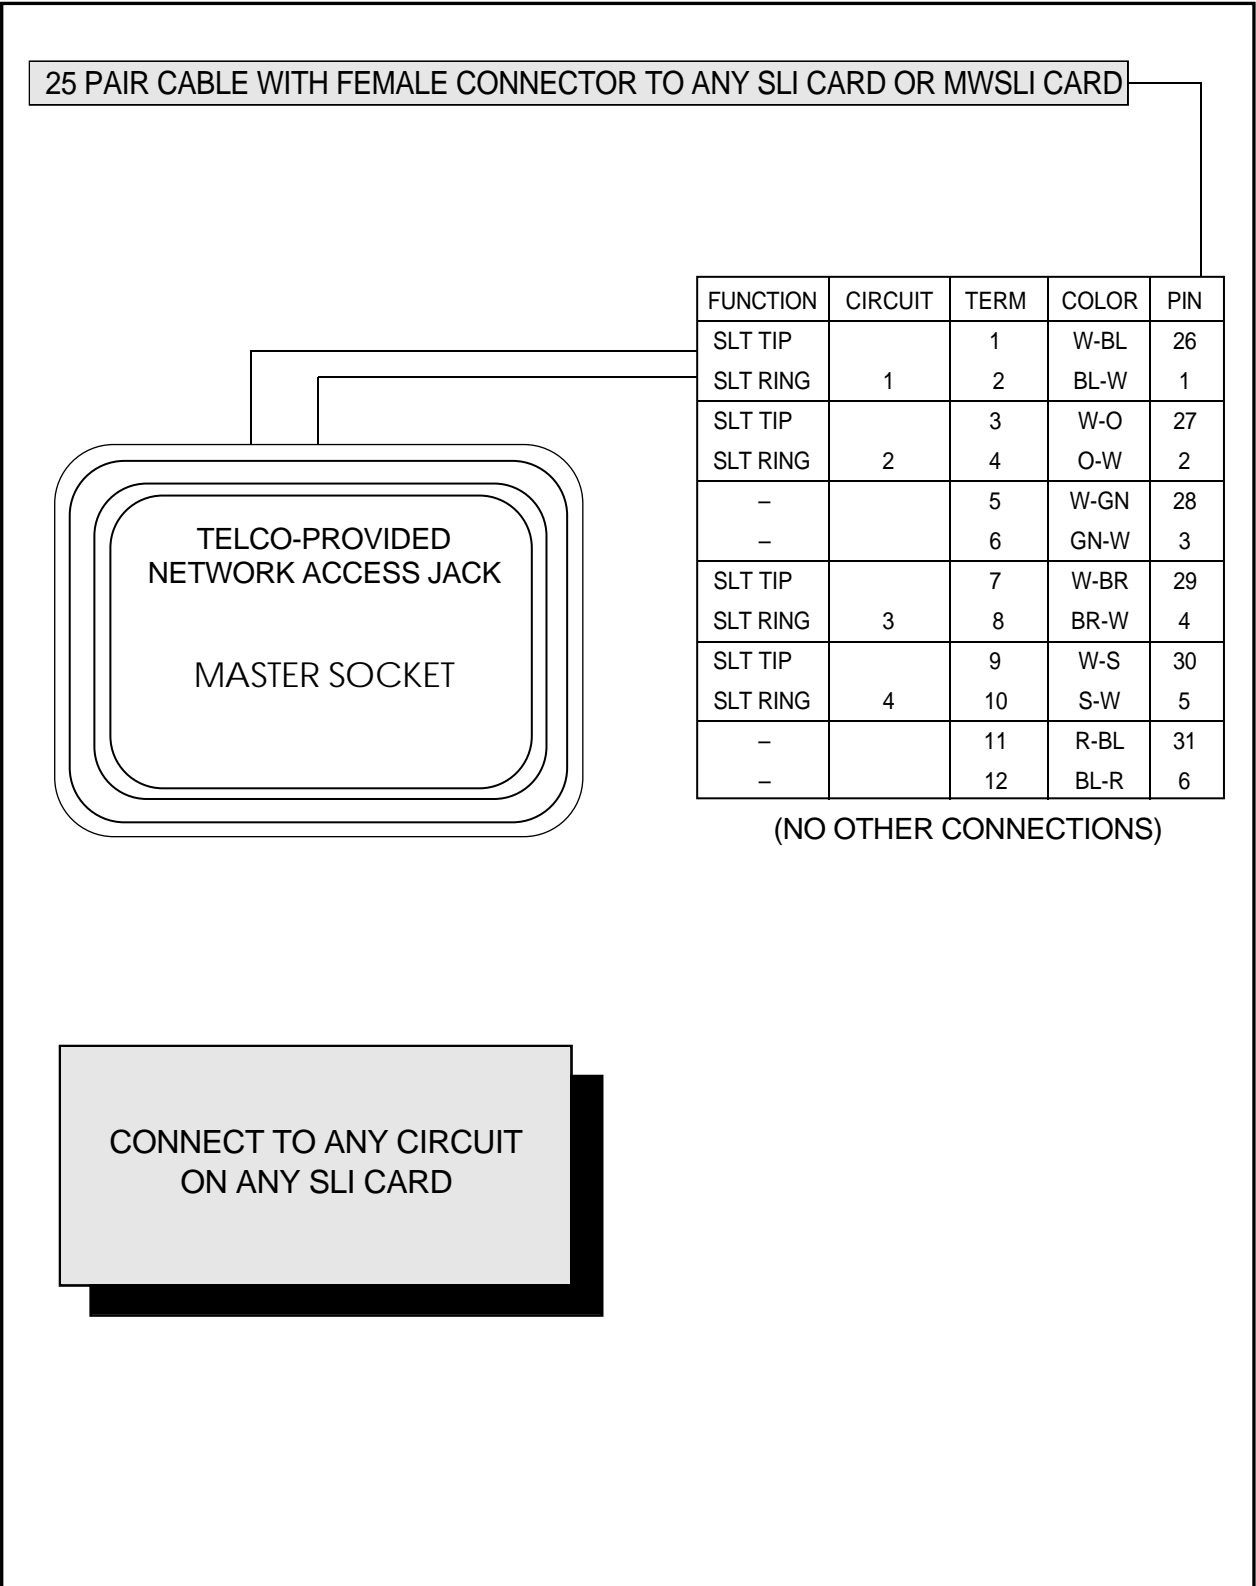 25 PAIR CABLE WITH FEMALE CONNECTOR TO ANY SLI CARD OR MWSLI CARD
FUNCTION CIRCUIT TERM COLOR PIN
SLT TIP 1 W-BL 26
SLT RING 1 2 BL-W 1
SLT TIP 3 W-O 27
SLT RING 2 4 O-W 2
– 5 W-GN 28
– 6 GN-W 3
SLT TIP 7 W-BR 29
SLT RING 3 8 BR-W 4
SLT TIP 9 W-S 30
SLT RING 4 10 S-W 5
– 11 R-BL 31
– 12 BL-R 6
(NO OTHER CONNECTIONS)
TELCO-PROVIDED
NETWORK ACCESS JACK
MASTER SOCKET
CONNECT TO ANY CIRCUIT
ON ANY SLI CARD